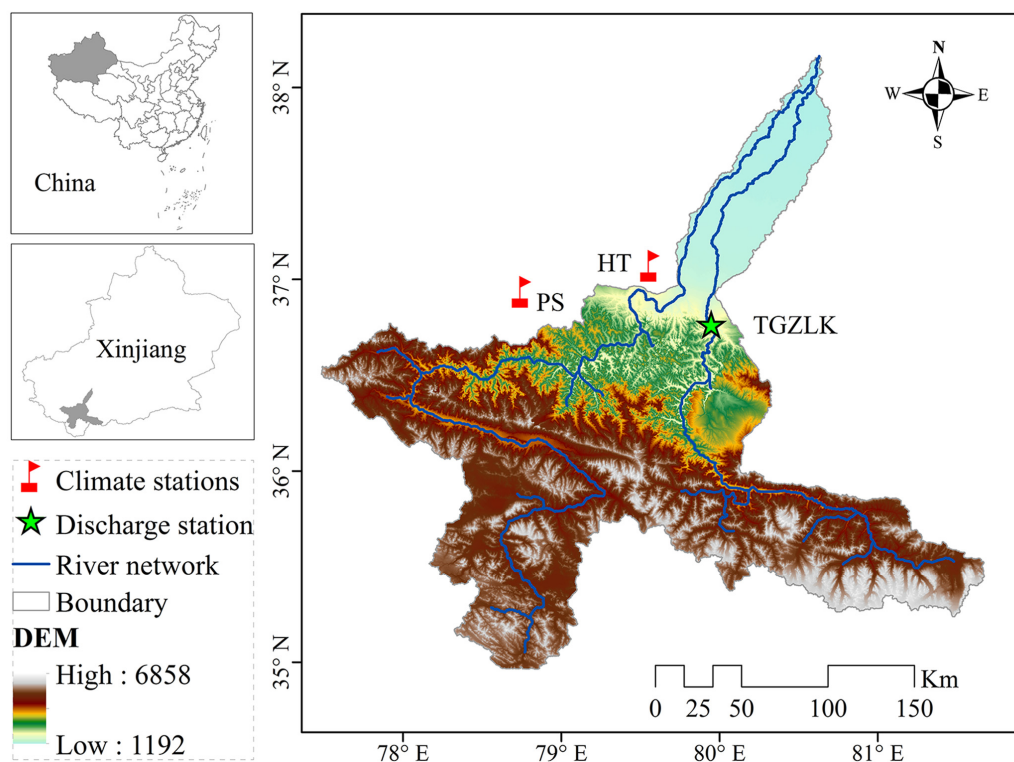 China
Xinjiang
Climate stations
Discharge station
River network
Boundary
DEM
High : 6858
Low : 1192
38° N
37° N
36° N
35° N
N
W
E
S
HT
PS
TGZLK
Km
0 25 50 100 150
78° E 79° E 80° E 81° E